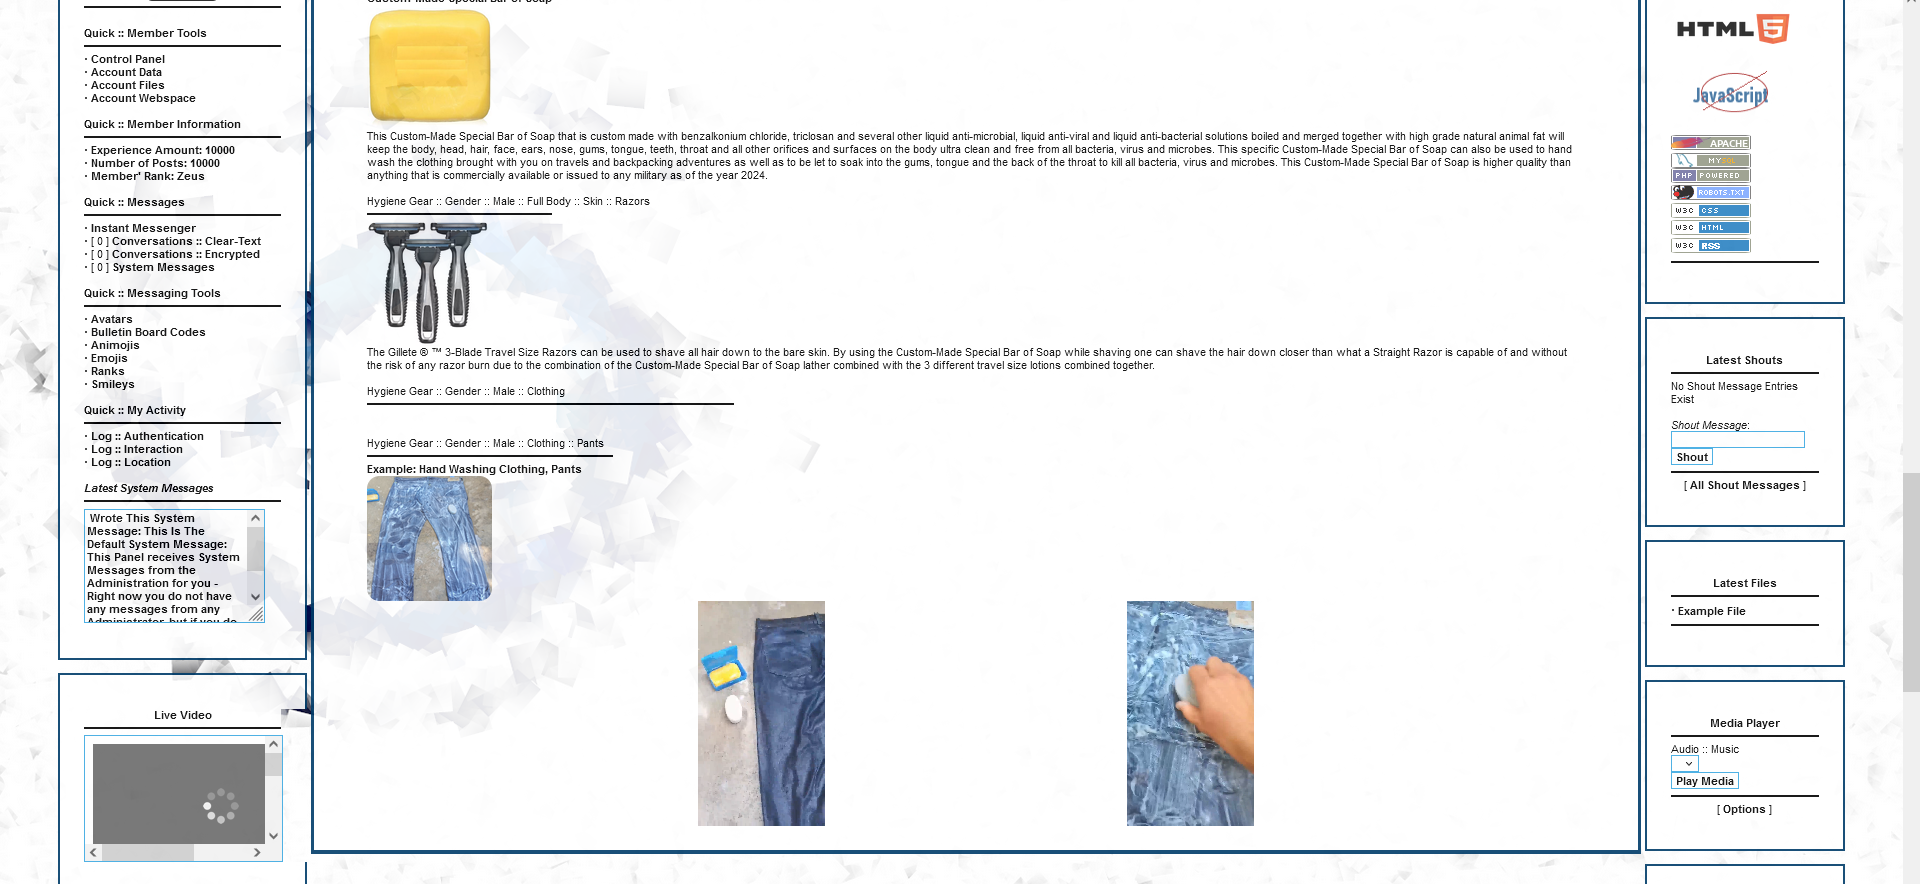 Quick :: Member Tools
· Control Panel
· Account Data
· Account Files
· Account Webspace
Quick :: Member Information
· Experience Amount: 10000
· Number of Posts: 10000
· Member' Rank: Zeus
Quick :: Messages
· Instant Messenger
· [ 0 ] Conversations :: Clear-Text
· [ 0 ] Conversations :: Encrypted
· [ 0 ] System Messages
Quick :: Messaging Tools
· Avatars
· Bulletin Board Codes
· Animojis
· Emojis
· Ranks
· Smileys
Quick :: My Activity
· Log :: Authentication
· Log :: Interaction
· Log :: Location
Latest System Messages
Wrote This System
Message: This Is The
Default System Message:
This Panel receives System
Messages from the
Administration for you -
Right now you do not have
any messages from any
Administrator, but if you do
Live Video
Custom-Made Special Bar of Soap
This Custom-Made Special Bar of Soap that is custom made with benzalkonium chloride, triclosan and several other liquid anti-microbial, liquid anti-viral and liquid anti-bacterial solutions boiled and merged together with high grade natural animal fat will
keep the body, head, hair, face, ears, nose, gums, tongue, teeth, throat and all other orifices and surfaces on the body ultra clean and free from all bacteria, virus and microbes. This specific Custom-Made Special Bar of Soap can also be used to hand
wash the clothing brought with you on travels and backpacking adventures as well as to be let to soak into the gums, tongue and the back of the throat to kill all bacteria, virus and microbes. This Custom-Made Special Bar of Soap is higher quality than
anything that is commercially available or issued to any military as of the year 2024.
Hygiene Gear :: Gender :: Male :: Full Body :: Skin :: Razors
The Gillete ® ™ 3-Blade Travel Size Razors can be used to shave all hair down to the bare skin. By using the Custom-Made Special Bar of Soap while shaving one can shave the hair down closer than what a Straight Razor is capable of and without
the risk of any razor burn due to the combination of the Custom-Made Special Bar of Soap lather combined with the 3 different travel size lotions combined together.
Hygiene Gear :: Gender :: Male :: Clothing
Hygiene Gear :: Gender :: Male :: Clothing :: Pants
Example: Hand Washing Clothing, Pants
HTML 5
JavaScript
APACHE
MYSQL
PHP POWERED
ROBOTS.TXT
W3C CSS
W3C HTML
W3C RSS
Latest Shouts
No Shout Message Entries
Exist
Shout Message:
Shout
[ All Shout Messages ]
Latest Files
· Example File
Media Player
Audio :: Music
Play Media
[ Options ]